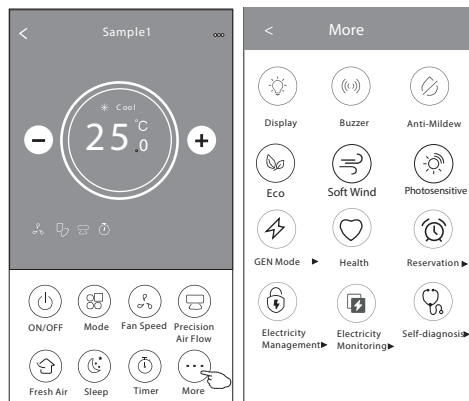 < Sample1 ooo
Cool
25.0 °C
ON/OFF Mode Fan Speed Precision Air Flow
Fresh Air Sleep Timer More
< More
Display Buzzer Anti-Mildew
Eco Soft Wind Photosensitive
GEN Mode ▶ Health Reservation ▶
Electricity Management▶ Electricity Monitoring▶ Self-diagnosis▶